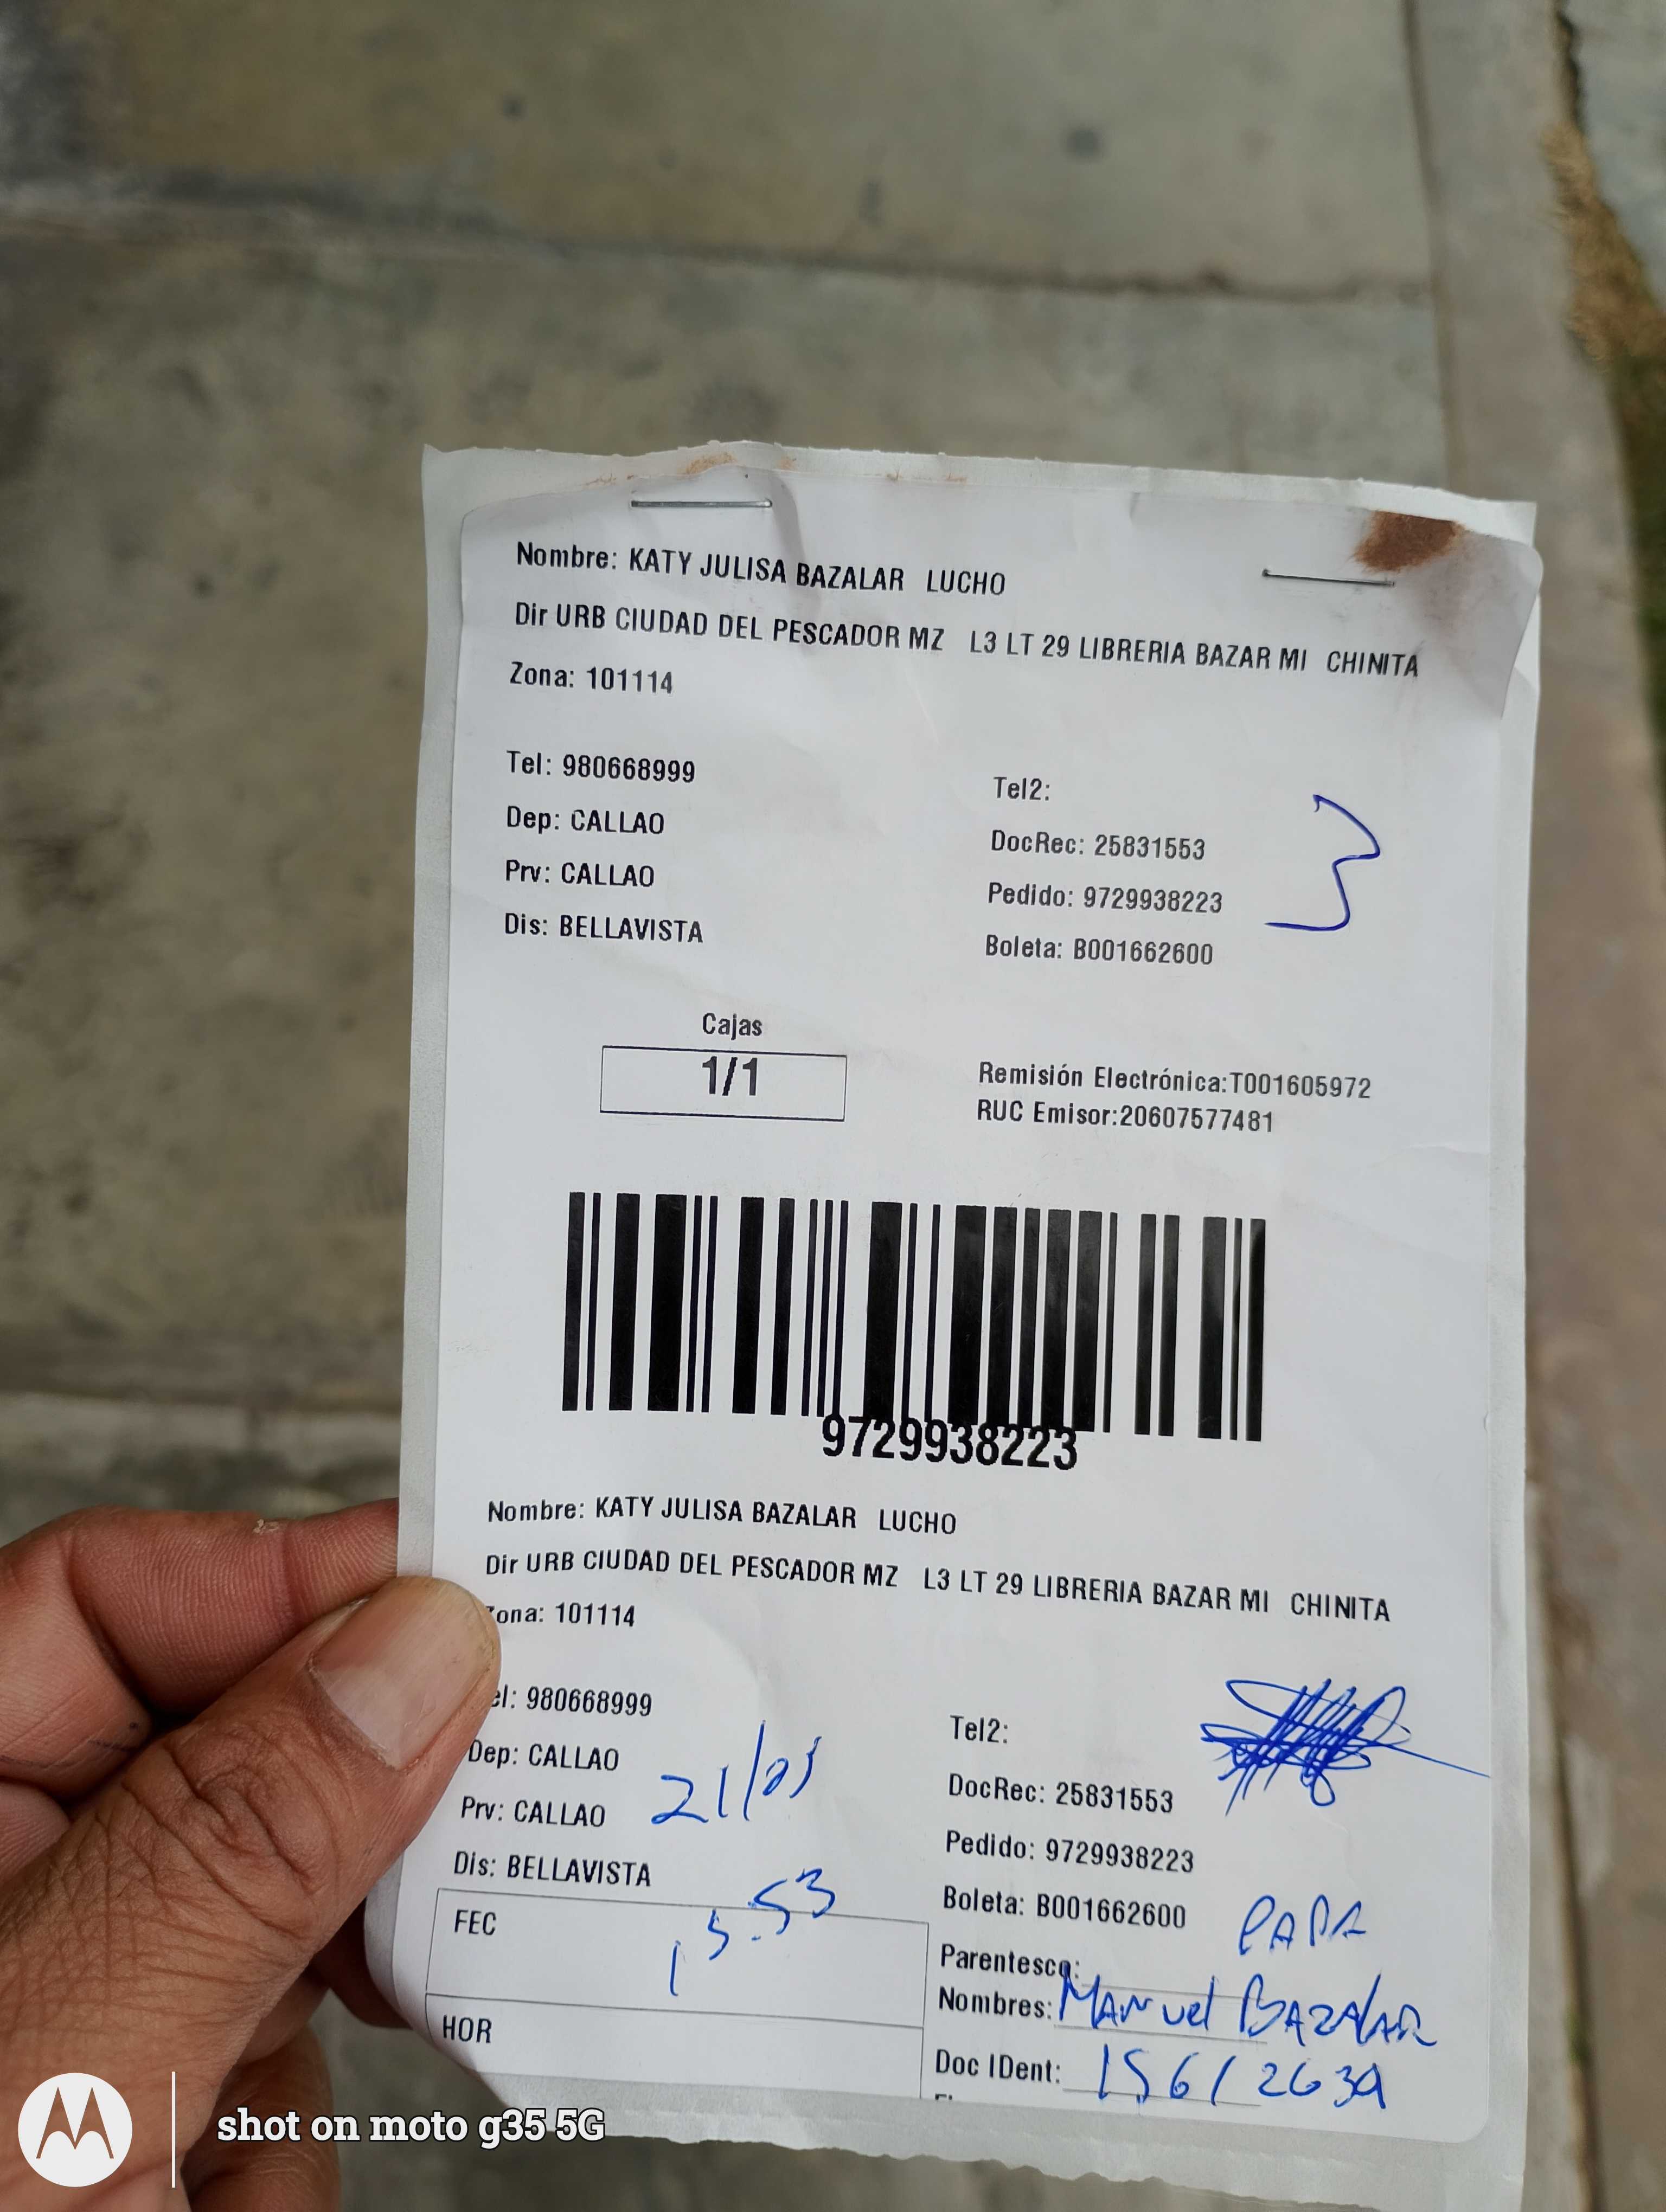 Nombre: KATY JULISA BAZALAR LUCHO
Dir URB CIUDAD DEL PESCADOR MZ L3 LT 29 LIBRERIA BAZAR MI CHINITA
Zona: 101114
Tel: 980668999
Tel2:
Dep: CALLAO
DocRec: 25831553
3
Prv: CALLAO
Pedido: 9729938223
Dis: BELLAVISTA
Boleta: B001662600
Cajas
1/1
Remisión Electrónica:T001605972
RUC Emisor:20607577481
9729938223
Nombre: KATY JULISA BAZALAR LUCHO
Dir URB CIUDAD DEL PESCADOR MZ L3 LT 29 LIBRERIA BAZAR MI CHINITA
ona: 101114
el: 980668999
Tel2:
Dep: CALLAO
DocRec: 25831553
Prv: CALLAO
Pedido: 9729938223
Dis: BELLAVISTA
Boleta: B001662600
PAPA
FEC
Parentesco:
Nombres: MANuel BAZALAR
HOR
Doc IDent:
shot on moto g35 5G